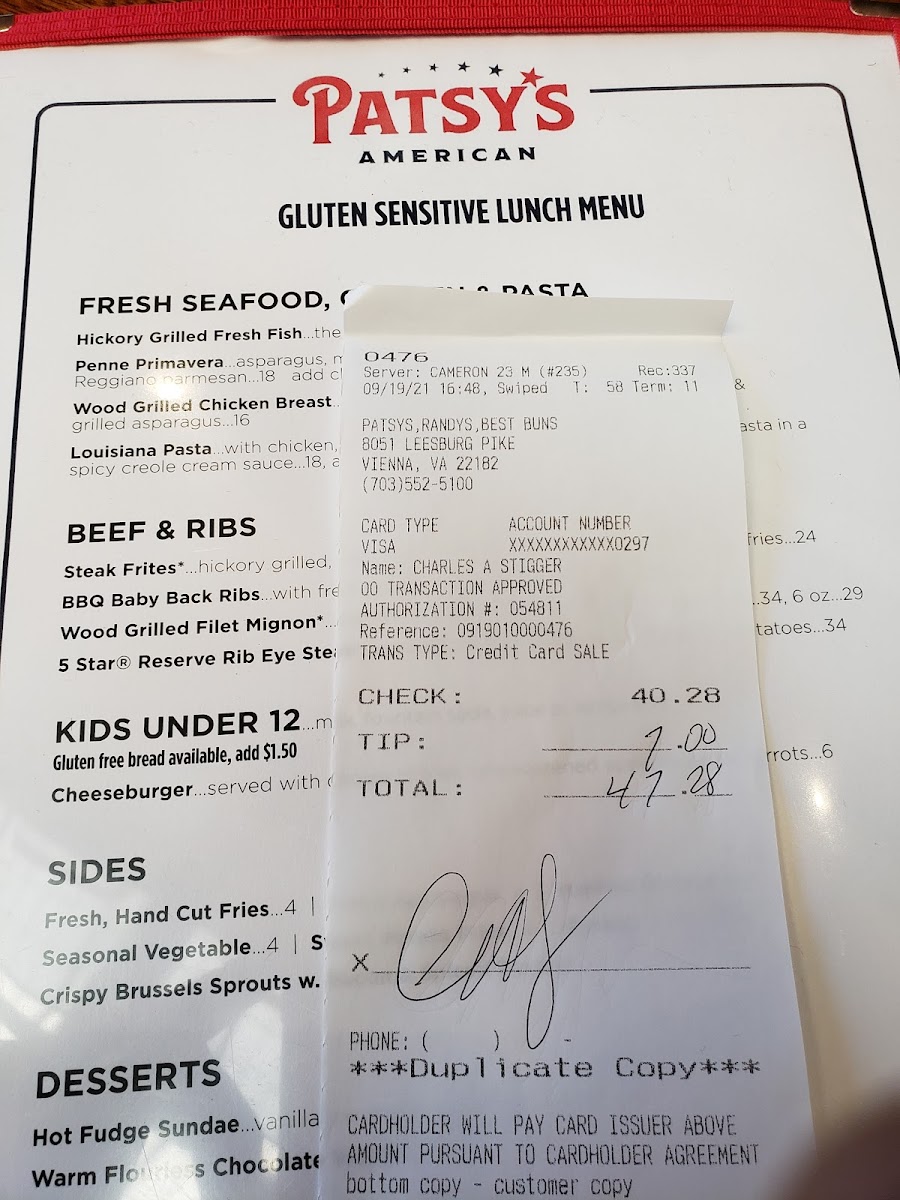 PATSY'S
AMERICAN
GLUTEN SENSITIVE LUNCH MENU
FRESH SEAFOOD, & PASTA
Hickory Grilled Fresh Fish...the
Penne Primavera...asparagus,
Reggiano parmesan...18 add
Wood Grilled Chicken Breast
grilled asparagus...16
Louisiana Pasta...with chicken,
spicy creole cream sauce...18,
BEEF & RIBS
Steak Frites*...hickory grilled,
BBQ Baby Back Ribs...with
Wood Grilled Filet Mignon*...
5 Star® Reserve Rib Eye
KIDS UNDER 12...
Gluten free bread available, add $1.50
Cheeseburger...served with
SIDES
Fresh, Hand Cut Fries...4 |
Seasonal Vegetable...4 |
Crispy Brussels Sprouts w.
DESSERTS
Hot Fudge Sundae...vanilla
Warm Flourless Chocolate
&
in a
fries...24
...34, 6 oz...29
...34
...6
0476
Server: CAMERON 23 M (#235) Rec:337
09/19/21 16:48, Swiped T: 58 Term: 11
PATSYS,RANDYS,BEST BUNS
8051 LEESBURG PIKE
VIENNA, VA 22182
(703)552-5100
CARD TYPE ACCOUNT NUMBER
VISA XXXXXXXXXXXX0297
Name: CHARLES A STIGGER
00 TRANSACTION APPROVED
AUTHORIZATION #: 054811
Reference: 0919010000476
TRANS TYPE: Credit Card SALE
CHECK: 40.28
TIP: 7.00
TOTAL: 47.28
X
PHONE: ( ) -
***Duplicate Copy***
CARDHOLDER WILL PAY CARD ISSUER ABOVE
AMOUNT PURSUANT TO CARDHOLDER AGREEMENT
bottom copy - customer copy